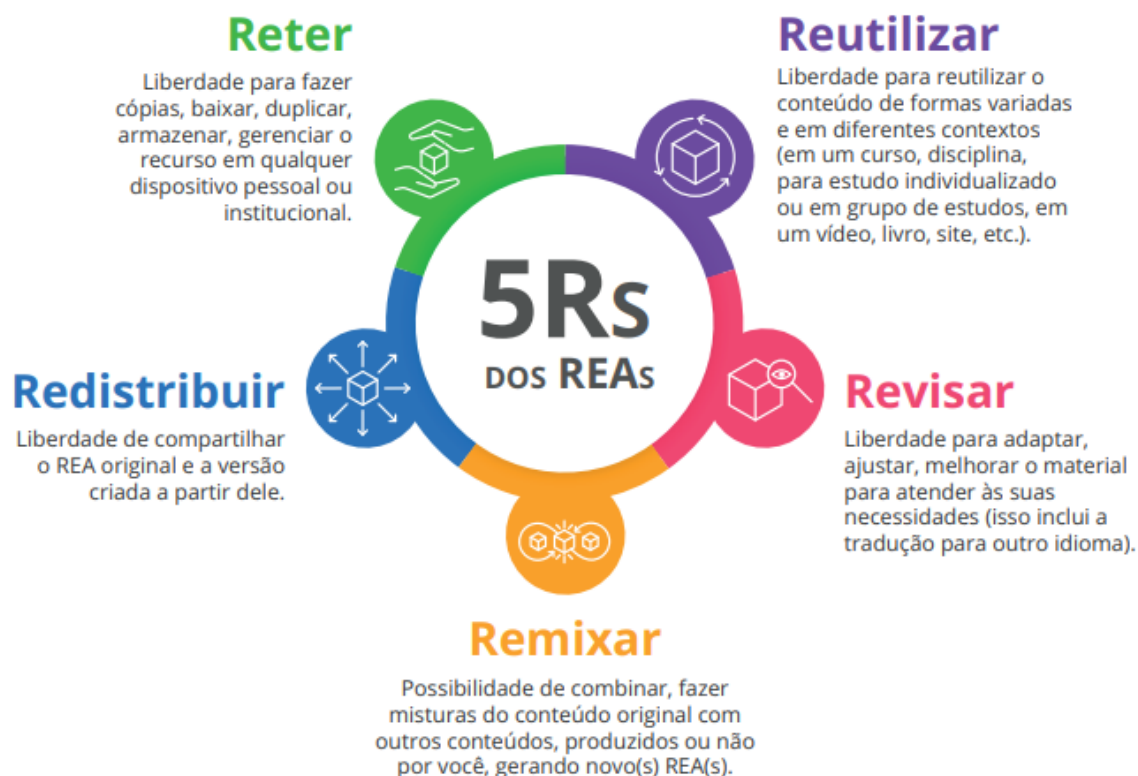 Reter
Liberdade para fazer
cópias, baixar, duplicar,
armazenar, gerenciar o
recurso em qualquer
dispositivo pessoal ou
institucional.
Reutilizar
Liberdade para reutilizar o
conteúdo de formas variadas
e em diferentes contextos
(em um curso, disciplina,
para estudo individualizado
ou em grupo de estudos, em
um vídeo, livro, site, etc.).
5Rs
DOS REAs
Redistribuir
Liberdade de compartilhar
o REA original e a versão
criada a partir dele.
Revisar
Liberdade para adaptar,
ajustar, melhorar o material
para atender às suas
necessidades (isso inclui a
tradução para outro idioma).
Remixar
Possibilidade de combinar, fazer
misturas do conteúdo original com
outros conteúdos, produzidos ou não
por você, gerando novo(s) REA(s).